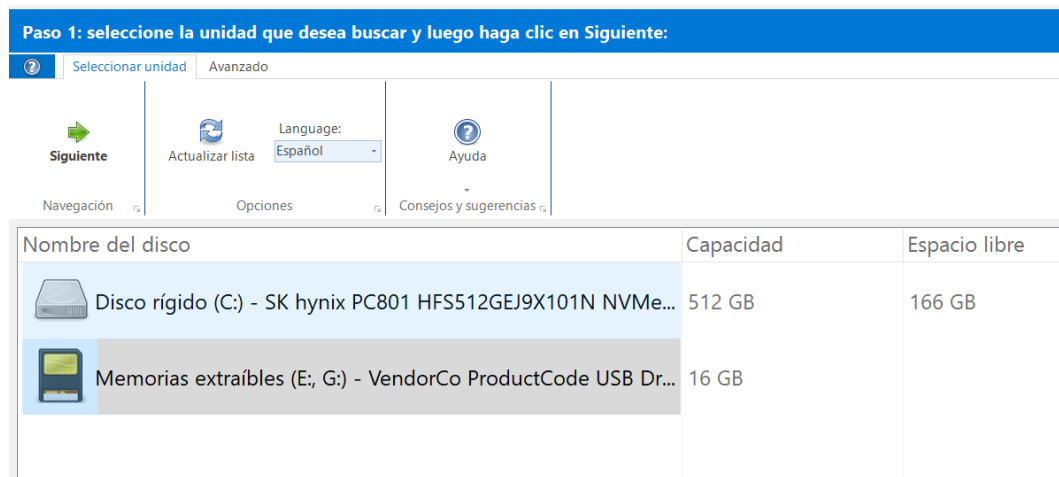 Paso 1: seleccione la unidad que desea buscar y luego haga clic en Siguiente:
Seleccionar unidad Avanzado
Siguiente Actualizar lista Language: Español Ayuda
Navegación Opciones Consejos y sugerencias
Nombre del disco Capacidad Espacio libre
Disco rígido (C:) - SK hynix PC801 HFS512GEJ9X101N NVMe... 512 GB 166 GB
Memorias extraíbles (E:, G:) - VendorCo ProductCode USB Dr... 16 GB